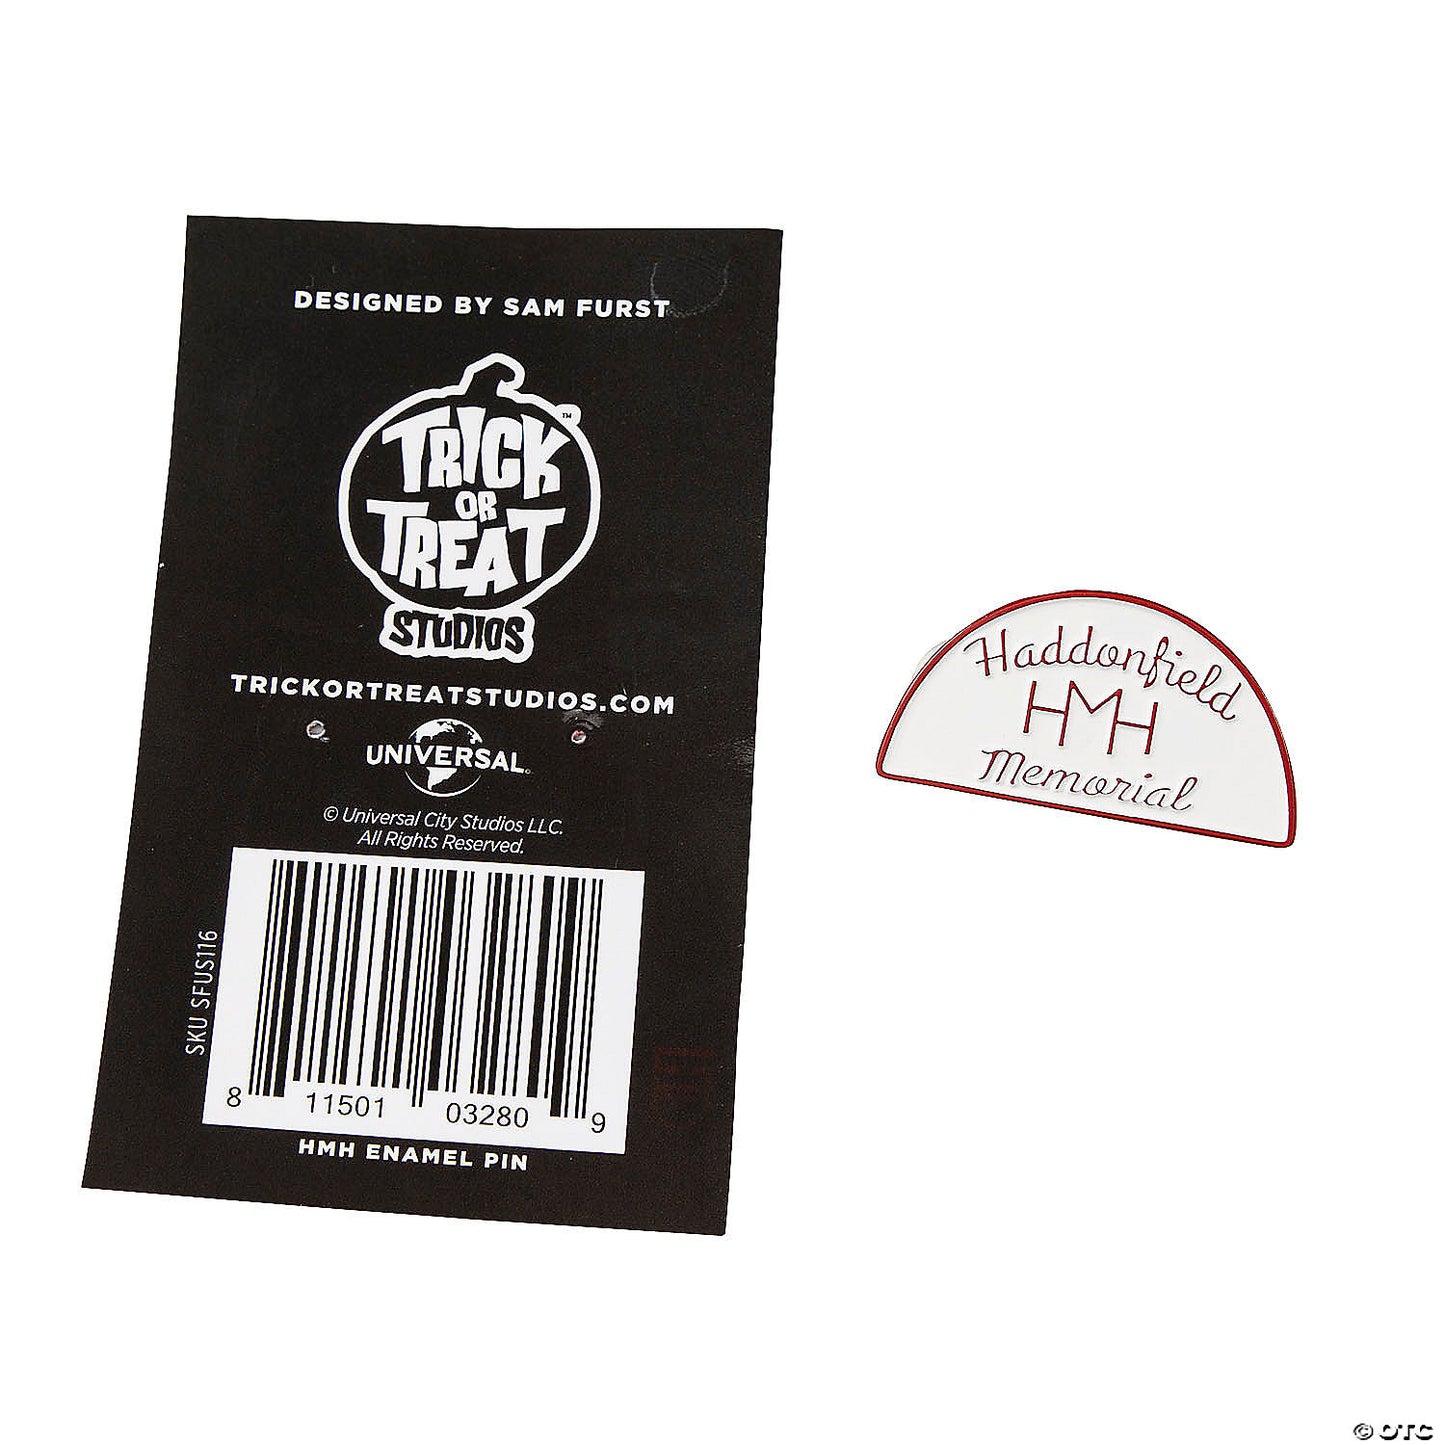 DESIGNED BY SAM FURST
TRICK
™
OR
TREAT
STUDIOS
TRICKORTREATSTUDIOS.COM
UNIVERSAL
© Universal City Studios LLC.
All Rights Reserved.
SKU SFUS116
8 11501 03280 9
HMH ENAMEL PIN
Haddonfield
HMH
Memorial
© OTC